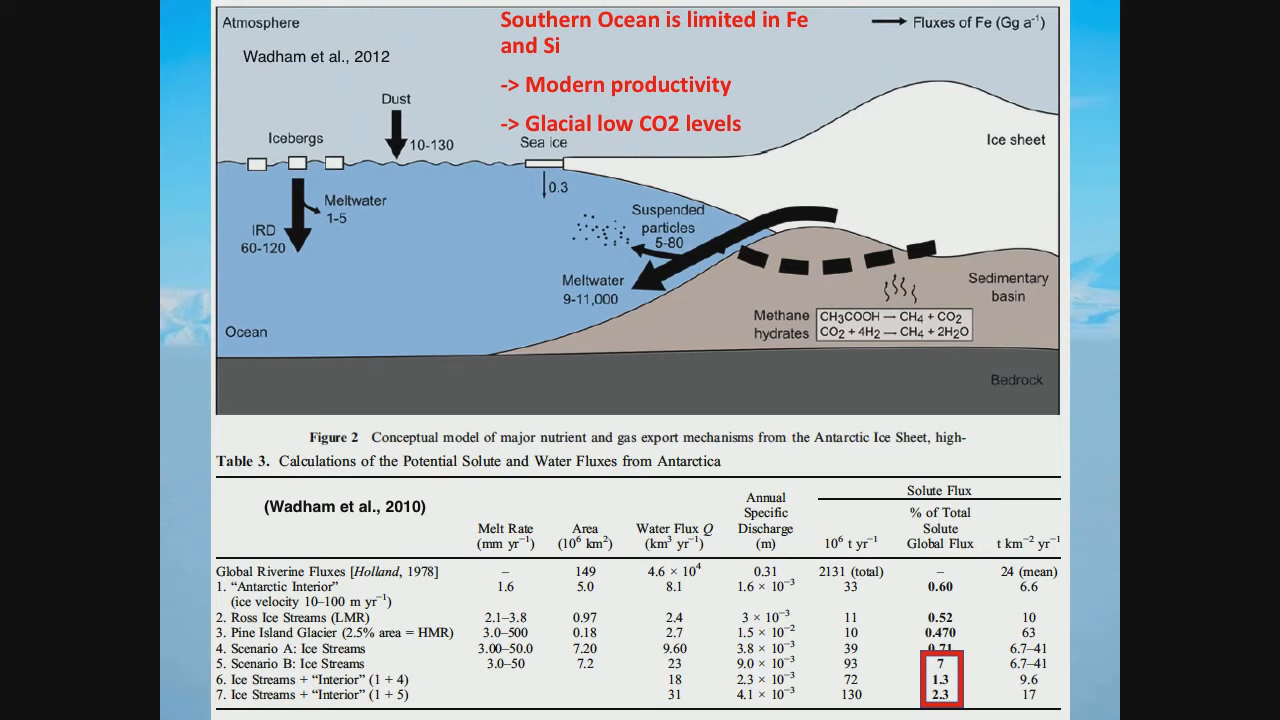 Atmosphere
Wadham et al., 2012
Southern Ocean is limited in Fe
and Si
-> Modern productivity
-> Glacial low CO2 levels
Fluxes of Fe (Gg a⁻¹)
Dust
10-130
Icebergs
Sea Ice
0.3
Ice sheet
Meltwater
1-5
IRD
60-120
Suspended
particles
5-80
Meltwater
9-11,000
Sedimentary
basin
Methane
hydrates
CH3COOH — CH4 + CO2
CO2 + 4H2 — CH4 + 2H2O
Ocean
Bedrock
Figure 2 Conceptual model of major nutrient and gas export mechanisms from the Antarctic Ice Sheet, high-
Table 3. Calculations of the Potential Solute and Water Fluxes from Antarctica
(Wadham et al., 2010)
Solute Flux
Melt Rate
(mm yr⁻¹)
Area
(10⁶ km²)
Water Flux Q
(km³ yr⁻¹)
Annual
Specific
Discharge
(m)
10⁶ t yr⁻¹
% of Total
Solute
Global Flux
t km⁻² yr⁻¹
Global Riverine Fluxes [Holland, 1978] – 149 4.6 × 10⁴ 0.31 2131 (total) – 24 (mean)
1. “Antarctic Interior” 1.6 5.0 8.1 1.6 × 10⁻³ 33 0.60 6.6
(ice velocity 10–100 m yr⁻¹)
2. Ross Ice Streams (LMR) 2.1–3.8 0.97 2.4 3 × 10⁻³ 11 0.52 10
3. Pine Island Glacier (2.5% area = HMR) 3.0–500 0.18 2.7 1.5 × 10⁻² 10 0.470 63
4. Scenario A: Ice Streams 3.00–50.0 7.20 9.60 3.8 × 10⁻³ 39 0.71 6.7–41
5. Scenario B: Ice Streams 3.0–50 7.2 23 9.0 × 10⁻³ 93 7 6.7–41
6. Ice Streams + “Interior” (1 + 4) 18 2.3 × 10⁻³ 72 1.3 9.6
7. Ice Streams + “Interior” (1 + 5) 31 4.1 × 10⁻³ 130 2.3 17